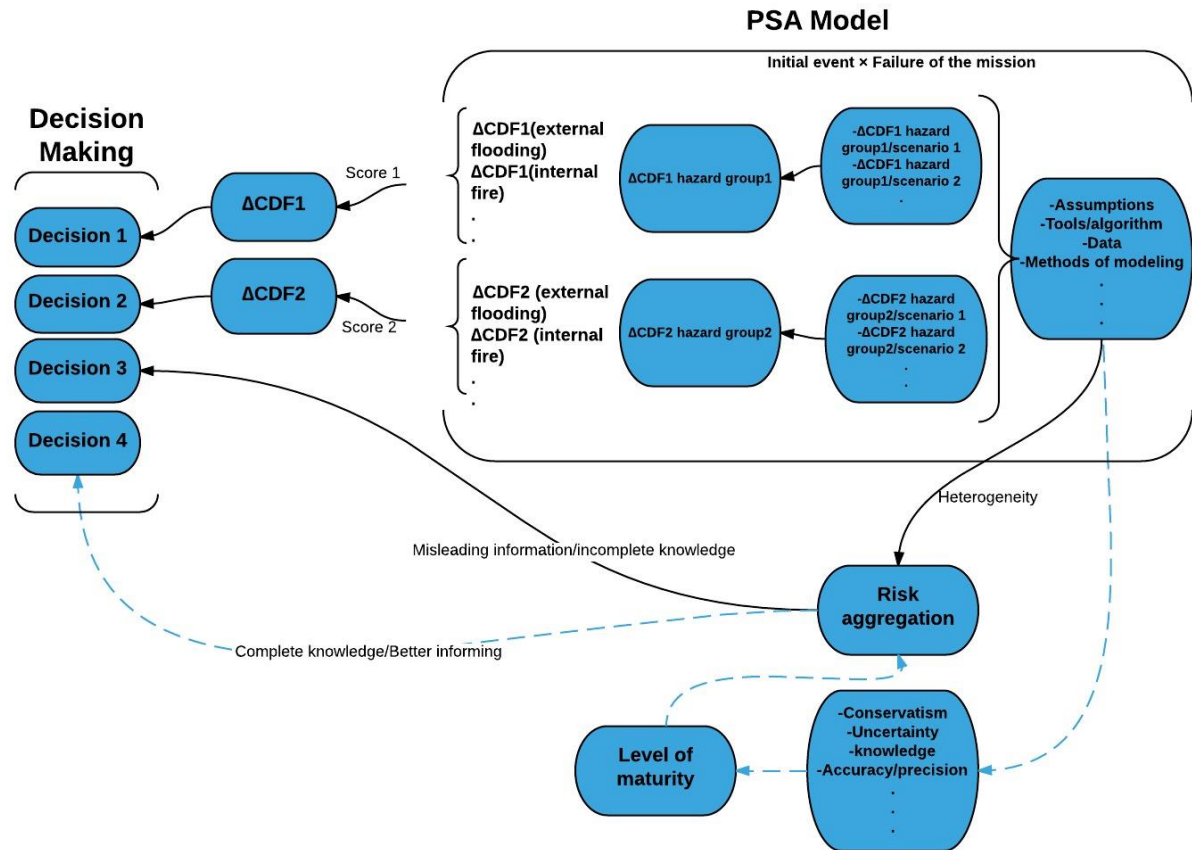 PSA Model
Initial event × Failure of the mission
Decision
Making
Decision 1
Decision 2
Decision 3
Decision 4
ΔCDF1
ΔCDF2
Score 1
Score 2
ΔCDF1(external
flooding)
ΔCDF1(internal
fire)
.
.
ΔCDF2 (external
flooding)
ΔCDF2 (internal
fire)
.
.
ΔCDF1 hazard group1
ΔCDF2 hazard group2
-ΔCDF1 hazard
group1/scenario 1
-ΔCDF1 hazard
group1/scenario 2
.
-ΔCDF2 hazard
group2/scenario 1
-ΔCDF2 hazard
group2/scenario 2
.
.
-Assumptions
-Tools/algorithm
-Data
-Methods of modeling
.
.
.
Heterogeneity
Misleading information/incomplete knowledge
Risk
aggregation
Complete knowledge/Better informing
Level of
maturity
-Conservatism
-Uncertainty
-knowledge
-Accuracy/precision
.
.
.